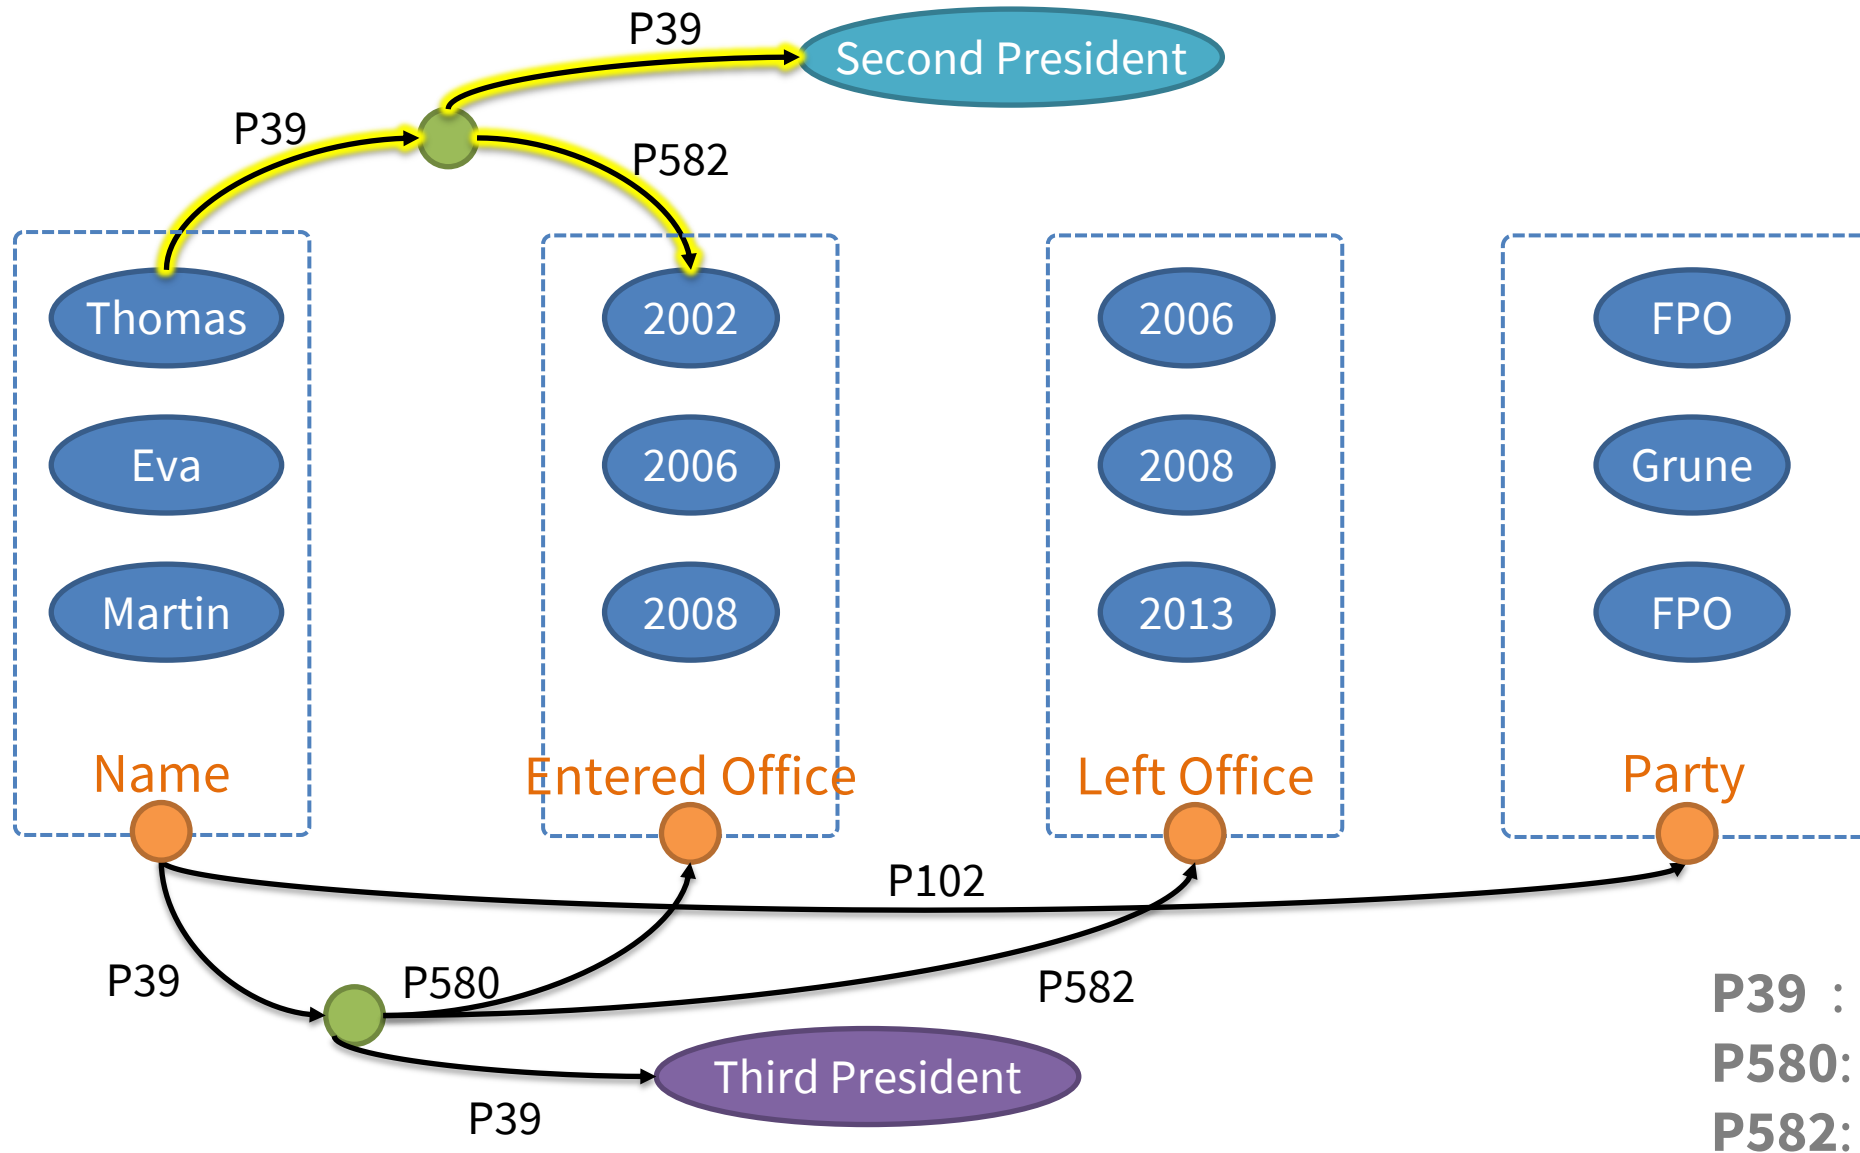 P39
Second President
P39
P582
Thomas
2002
2006
FPO
Eva
2006
2008
Grune
Martin
2008
2013
FPO
Name
Entered Office
Left Office
Party
P102
P39
P580
P582
P39 :
Third President
P580:
P39
P582: